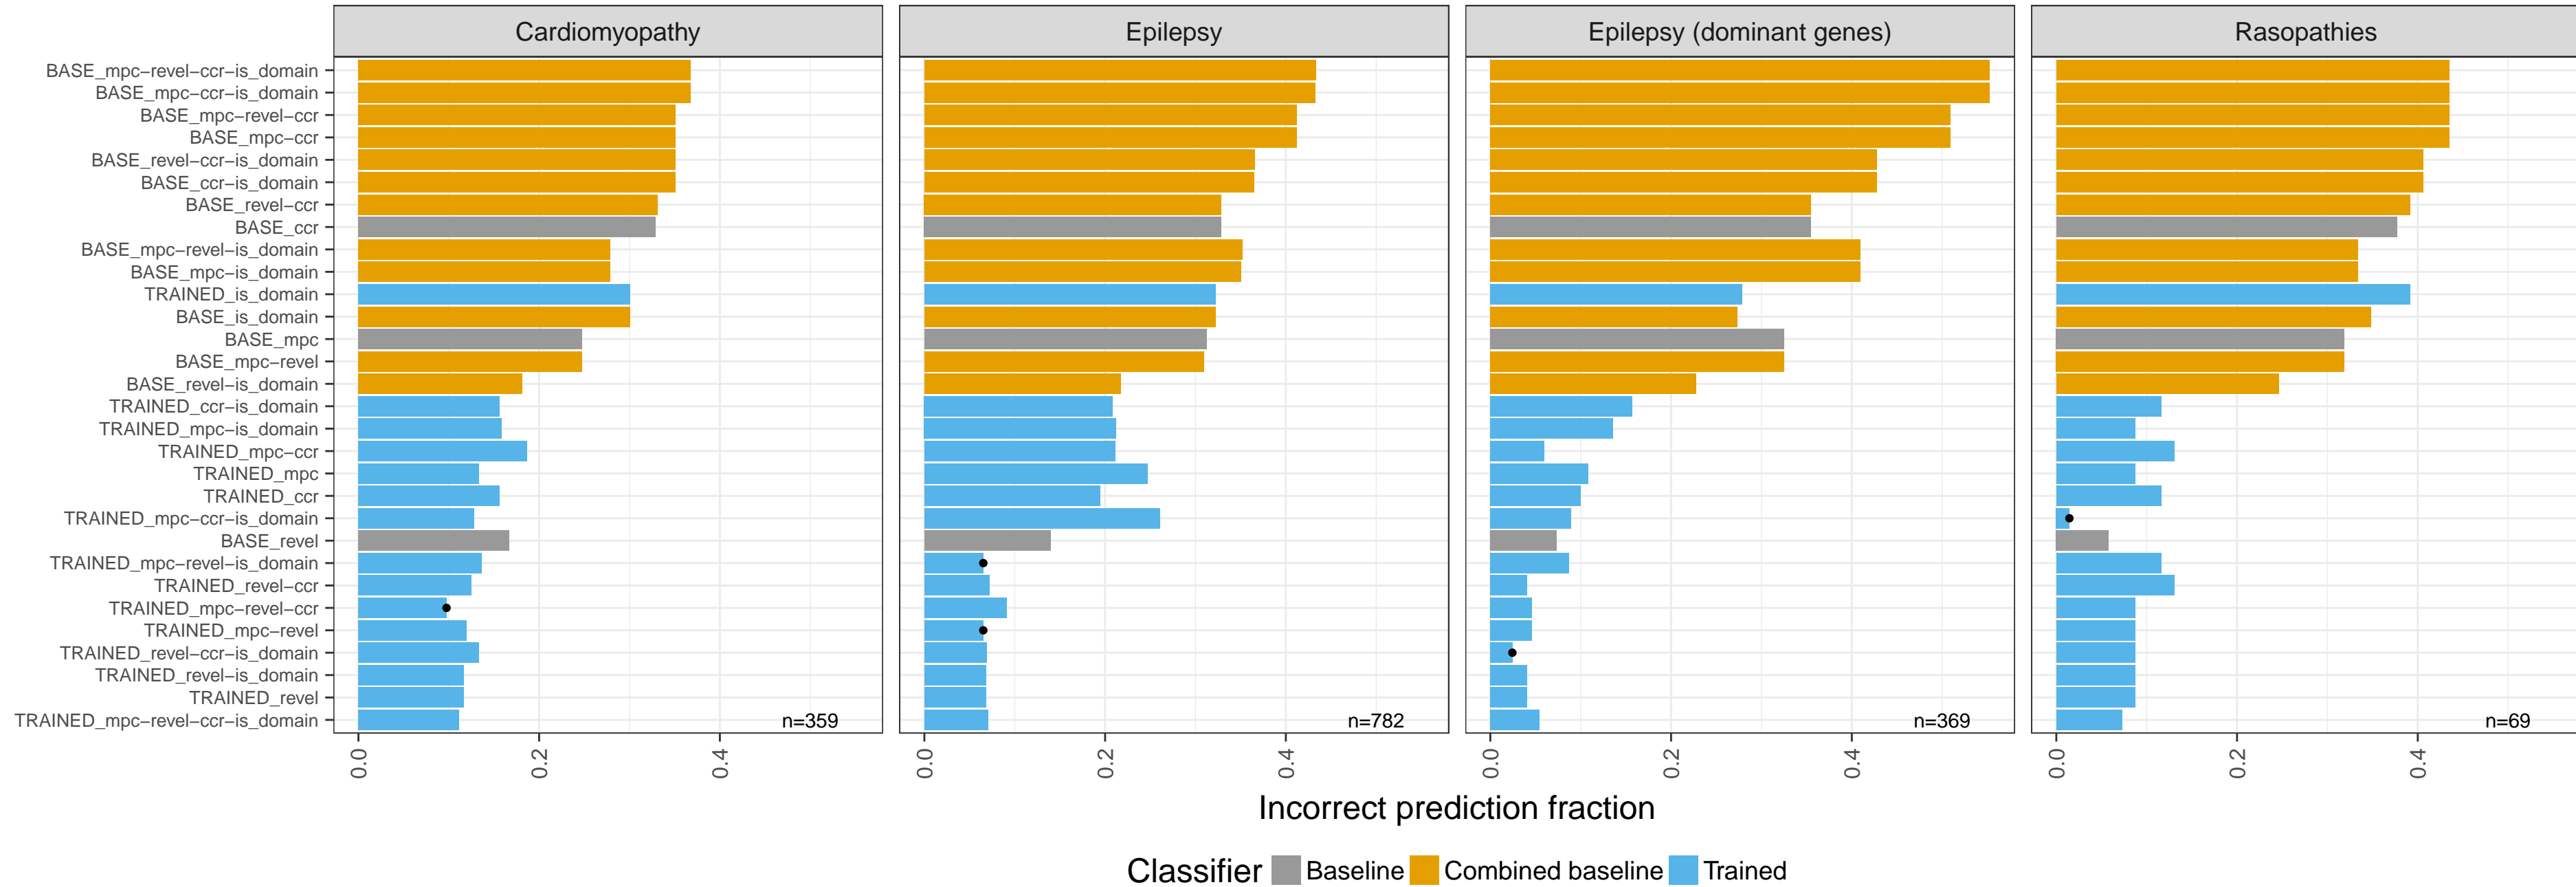 Cardiomyopathy
Epilepsy
Epilepsy (dominant genes)
Rasopathies
BASE_mpc−revel−ccr−is_domain
BASE_mpc−ccr−is_domain
BASE_mpc−revel−ccr
BASE_mpc−ccr
BASE_revel−ccr−is_domain
BASE_ccr−is_domain
BASE_revel−ccr
BASE_ccr
BASE_mpc−revel−is_domain
BASE_mpc−is_domain
TRAINED_is_domain
BASE_is_domain
BASE_mpc
BASE_mpc−revel
BASE_revel−is_domain
TRAINED_ccr−is_domain
TRAINED_mpc−is_domain
TRAINED_mpc−ccr
TRAINED_mpc
TRAINED_ccr
TRAINED_mpc−ccr−is_domain
BASE_revel
TRAINED_mpc−revel−is_domain
TRAINED_revel−ccr
TRAINED_mpc−revel−ccr
TRAINED_mpc−revel
TRAINED_revel−ccr−is_domain
TRAINED_revel−is_domain
TRAINED_revel
TRAINED_mpc−revel−ccr−is_domain
n=359
n=782
n=369
n=69
0.0
0.2
0.4
0.0
0.2
0.4
0.0
0.2
0.4
0.0
0.2
0.4
Incorrect prediction fraction
Classifier Baseline Combined baseline Trained